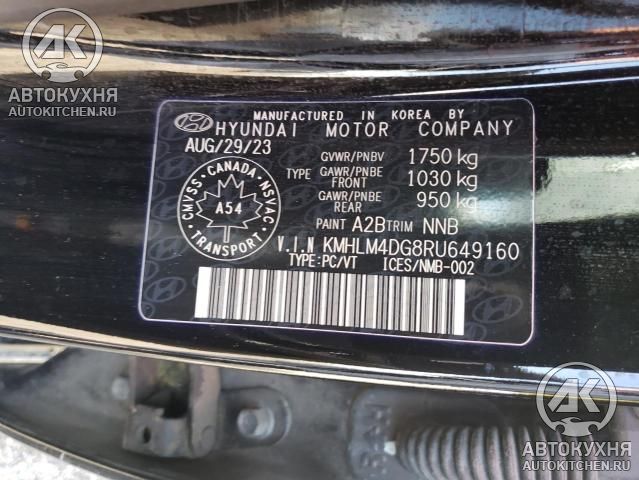 АВТОКУХНЯ
AUTOKITCHEN.RU
MANUFACTURED IN KOREA BY
HYUNDAI MOTOR COMPANY
AUG/29/23
GVWR/PNBV 1750 kg
TYPE GAWR/PNBE FRONT 1030 kg
GAWR/PNBE REAR 950 kg
CMVSS · CANADA · NSVAC · TRANSPORT
A54
PAINT A2B TRIM NNB
V.I.N KMHLM4DG8RU649160
TYPE:PC/VT ICES/NMB-002
АВТОКУХНЯ
AUTOKITCHEN.RU